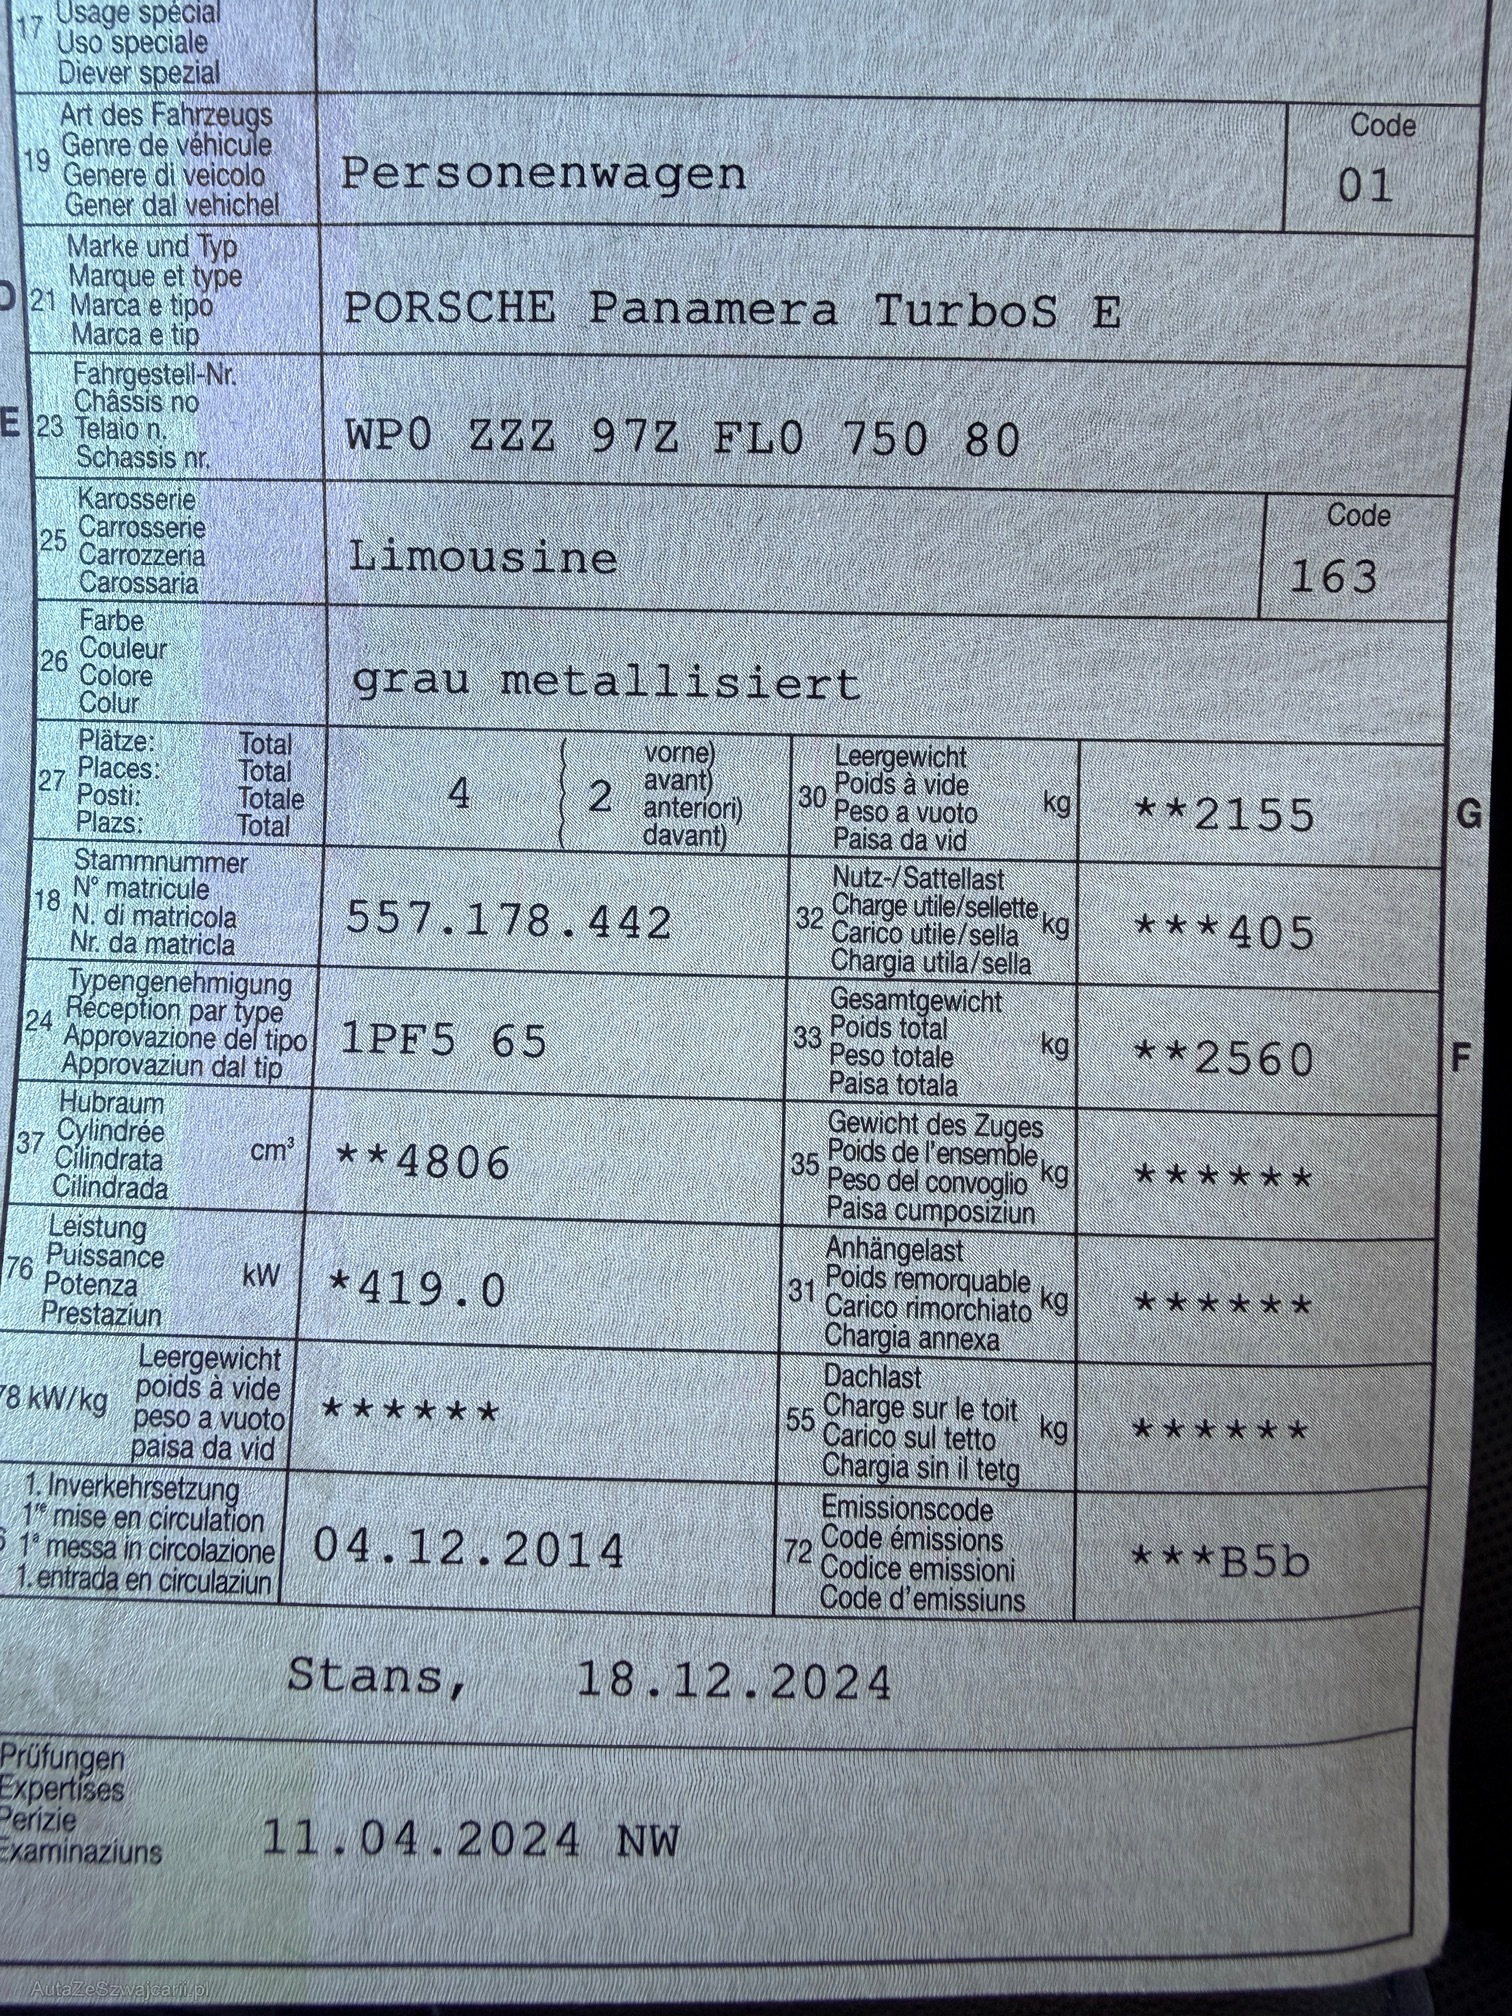 17 Usage spécial
Uso speciale
Diever spezial
Art des Fahrzeugs
19 Genre de véhicule
Genere di veicolo
Gener dal vehichel
Personenwagen
Code
01
Marke und Typ
D 21 Marque et type
Marca e tipo
Marca e tip
PORSCHE Panamera TurboS E
Fahrgestell-Nr.
E 23 Châssis no
Telaio n.
Schassis nr.
WP0 ZZZ 97Z FL0 750 80
Karosserie
25 Carrosserie
Carrozzeria
Carossaria
Limousine
Code
163
Farbe
26 Couleur
Colore
Colur
grau metallisiert
Plätze: Total
27 Places: Total
Posti: Totale
Plazs: Total
4 ( 2 vorne)
( avant)
( anteriori)
( davant)
Leergewicht
30 Poids à vide
Peso a vuoto
Paisa da vid
kg
**2155
G
Stammnummer
18 N° matricule
N. di matricola
Nr. da matricla
557.178.442
Nutz-/Sattellast
32 Charge utile/sellette
Carico utile/sella
Chargia utila/sella
kg
***405
Typengenehmigung
24 Réception par type
Approvazione del tipo
Approvaziun dal tip
1PF5 65
Gesamtgewicht
33 Poids total
Peso totale
Paisa totala
kg
**2560
F
Hubraum
37 Cylindrée
Cilindrata
Cilindrada
cm³
**4806
Gewicht des Zuges
35 Poids de l'ensemble
Peso del convoglio
Paisa cumposiziun
kg
******
Leistung
76 Puissance
Potenza
Prestaziun
kW
*419.0
Anhängelast
31 Poids remorquable
Carico rimorchiato
Chargia annexa
kg
******
Leergewicht
78 kW/kg poids à vide
peso a vuoto
paisa da vid
******
Dachlast
55 Charge sur le toit
Carico sul tetto
Chargia sin il tetg
kg
******
1. Inverkehrsetzung
1re mise en circulation
1a messa in circolazione
1. entrada en circulaziun
04.12.2014
Emissionscode
72 Code émissions
Codice emissioni
Code d'emissiuns
***B5b
Stans, 18.12.2024
Prüfungen
Expertises
Perizie
Examinaziuns
11.04.2024 NW
AutaZeSzwajcarii.pl